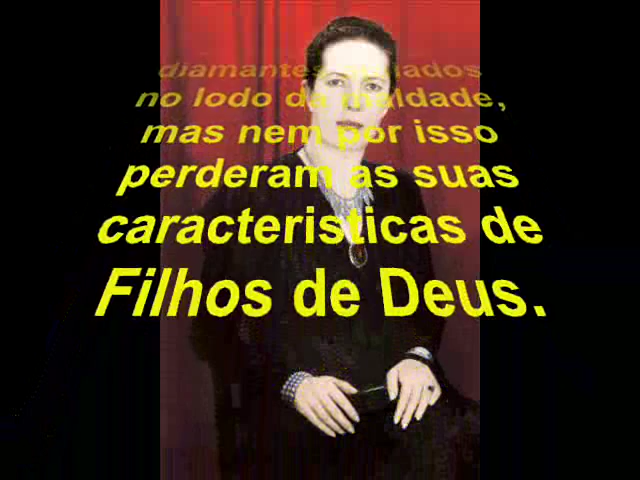 diamantes
no lodo da maldade,
mas nem por isso
perderam as suas
caracteristicas de
Filhos de Deus.